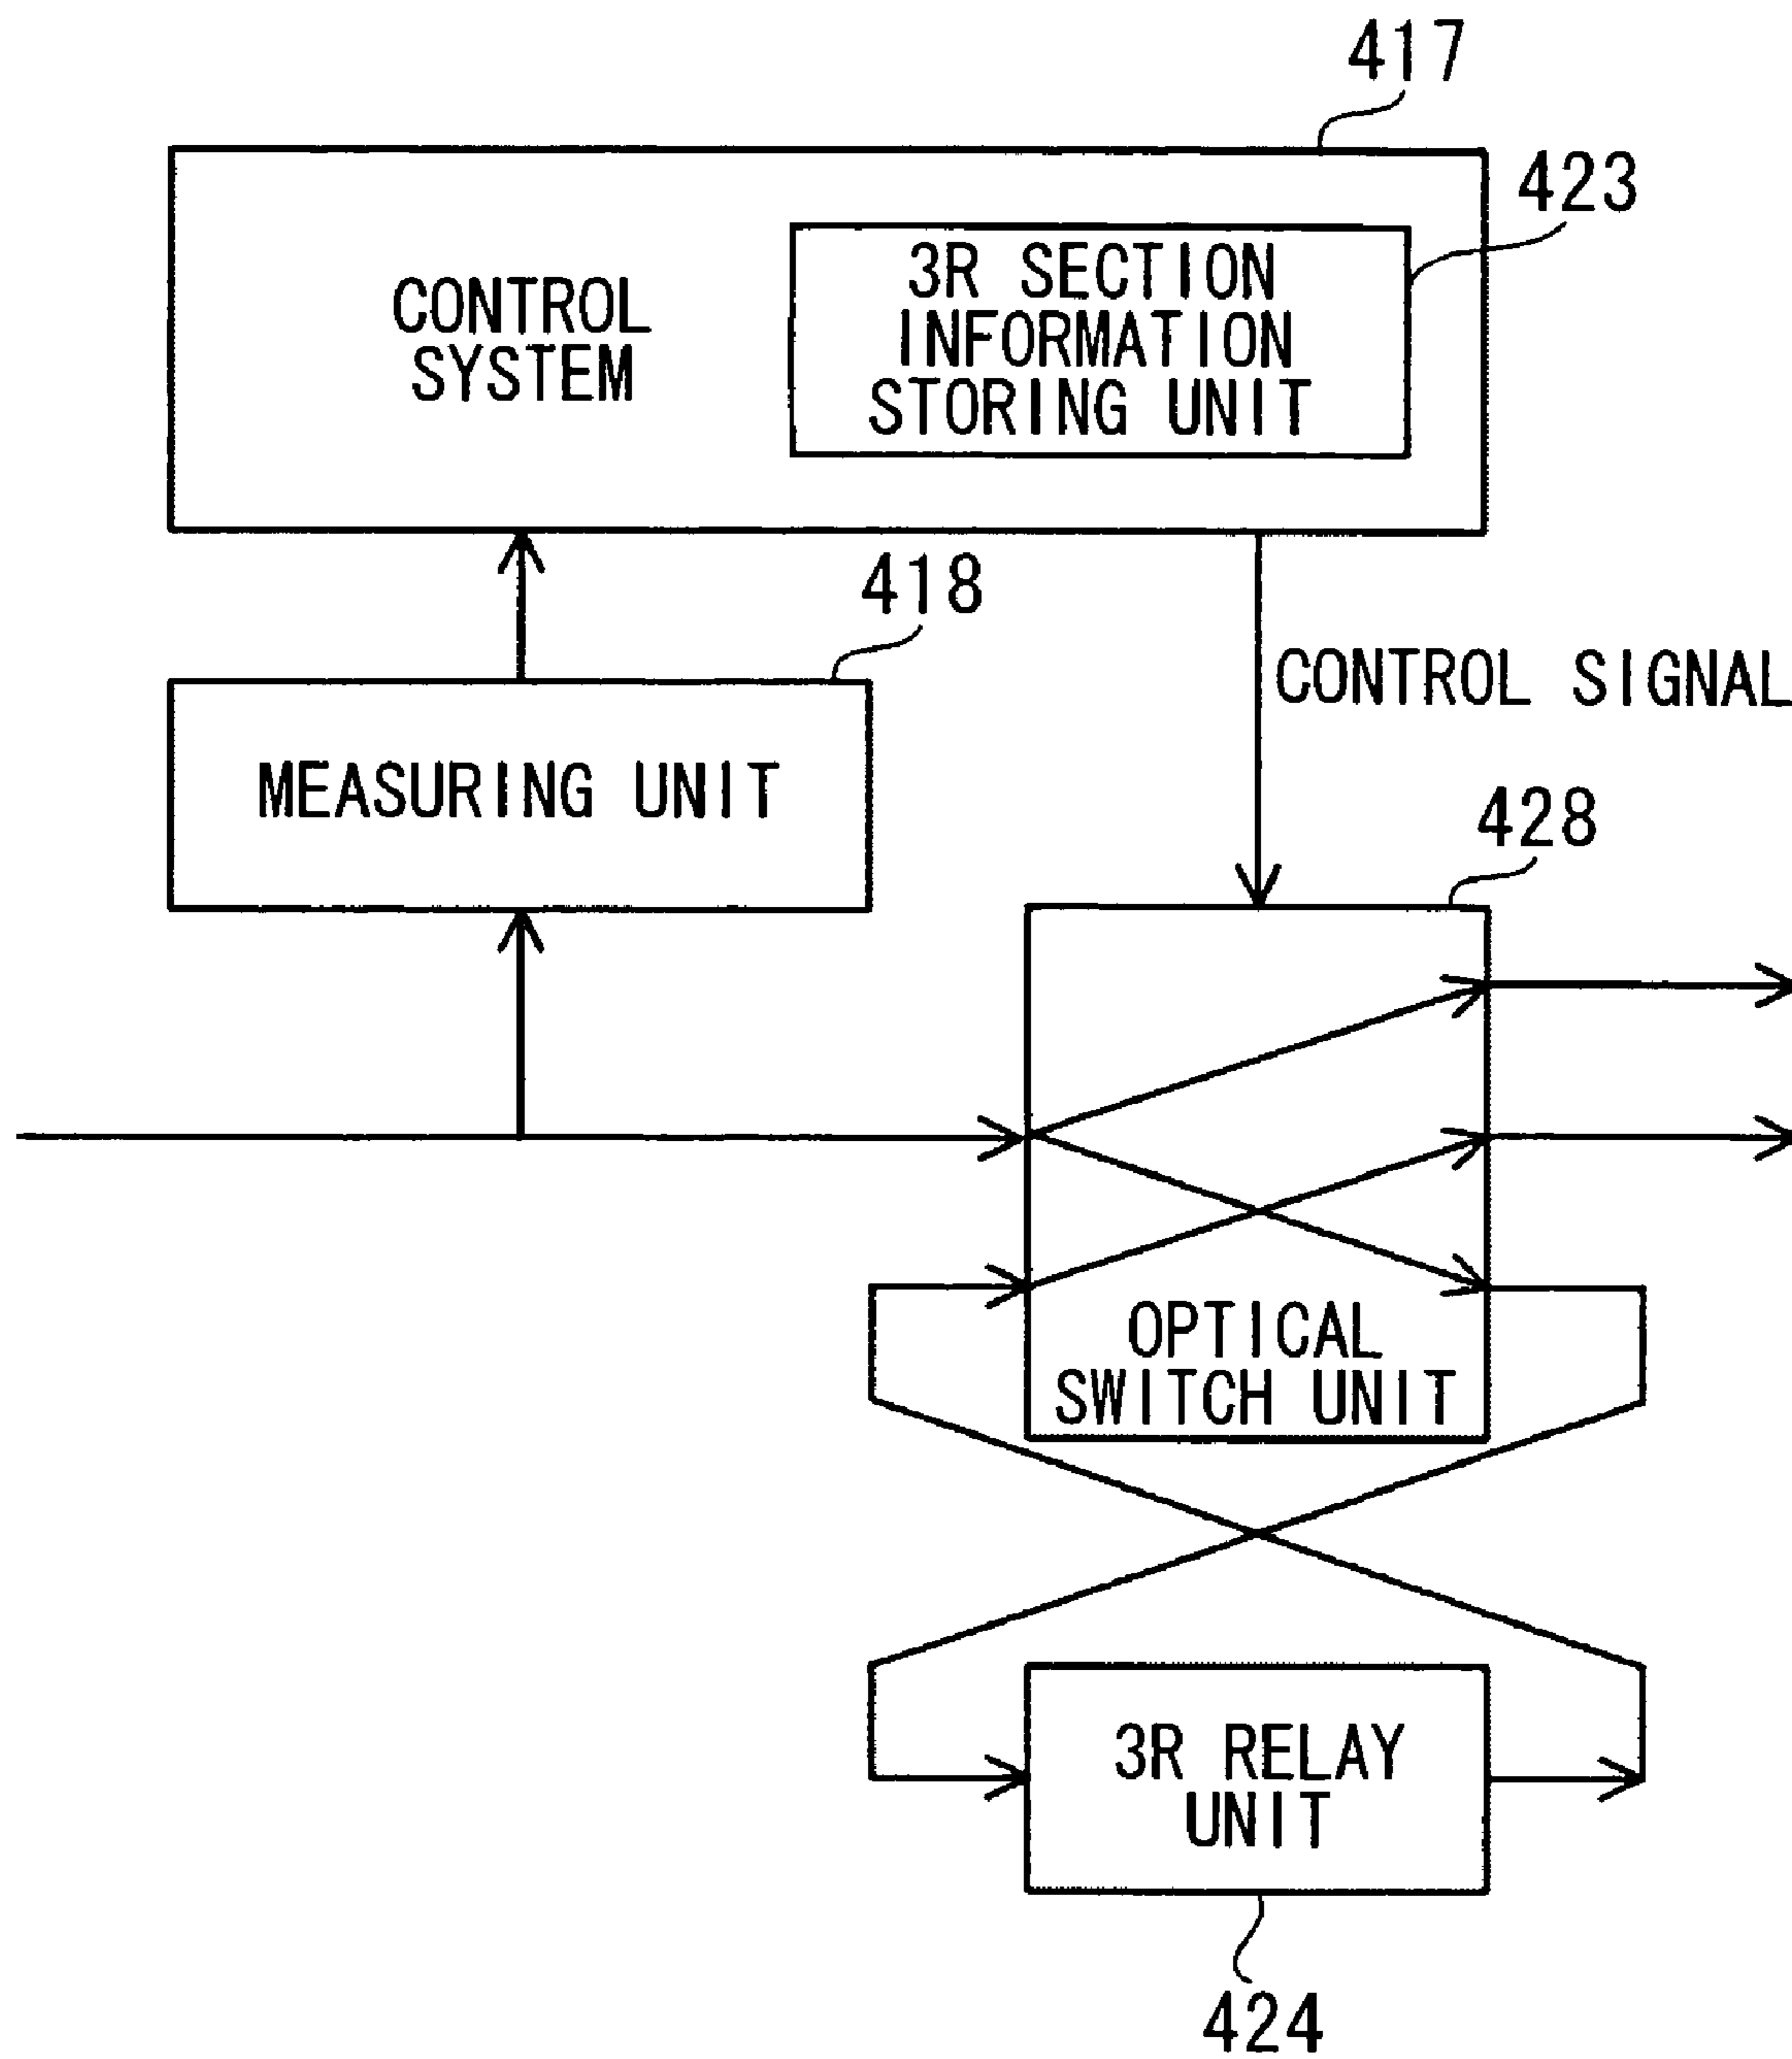 417
423
CONTROL
SYSTEM
3R SECTION
INFORMATION
STORING UNIT
418
CONTROL SIGNAL
MEASURING UNIT
428
OPTICAL
SWITCH UNIT
3R RELAY
UNIT
424